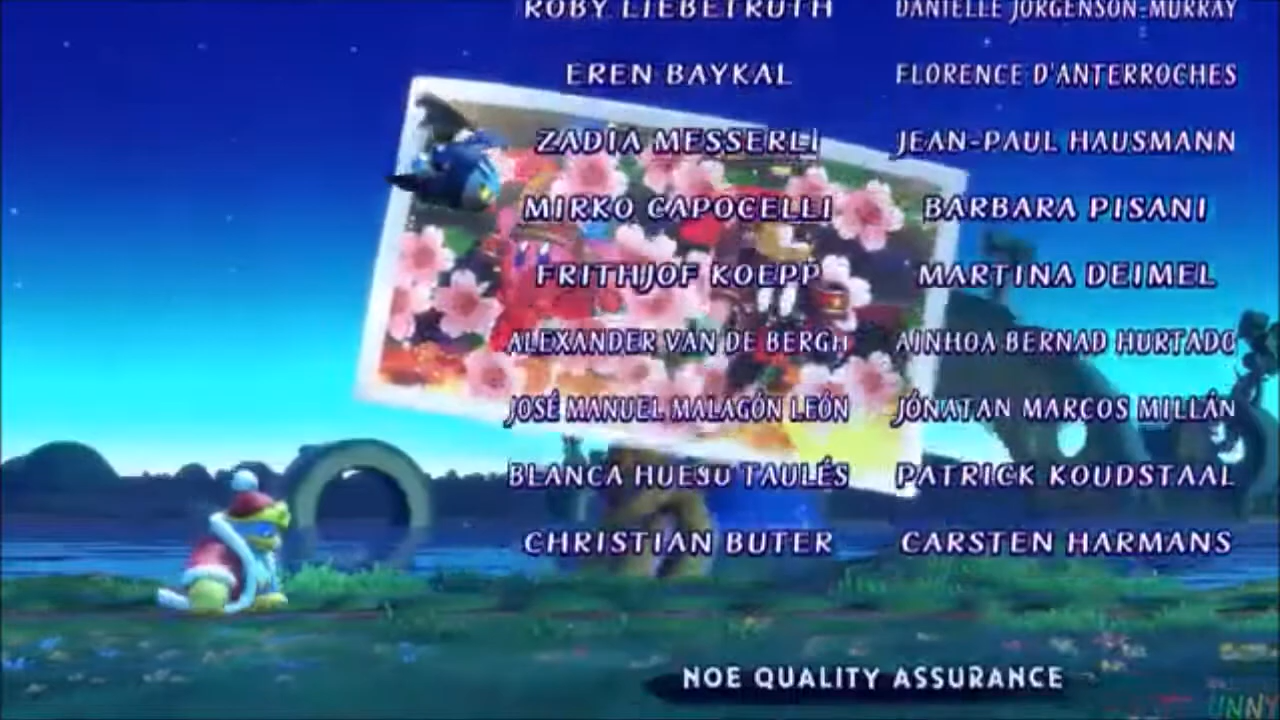 ROBY LIEBETRUTH DANIELLE JORGENSON-MURRAY
EREN BAYKAL FLORENCE D'ANTERROCHES
ZADIA MESSERLI JEAN-PAUL HAUSMANN
MIRKO CAPOCELLI BARBARA PISANI
FRITHJOF KOEPP MARTINA DEIMEL
ALEXANDER VAN DE BERGH AINHOA BERNAD HURTADO
JOSÉ MANUEL MALAGÓN LEÓN JÓNATAN MARCOS MILLÁN
BLANCA HUESO TAULÉS PATRICK KOUDSTAAL
CHRISTIAN BUTER CARSTEN HARMANS
NOE QUALITY ASSURANCE